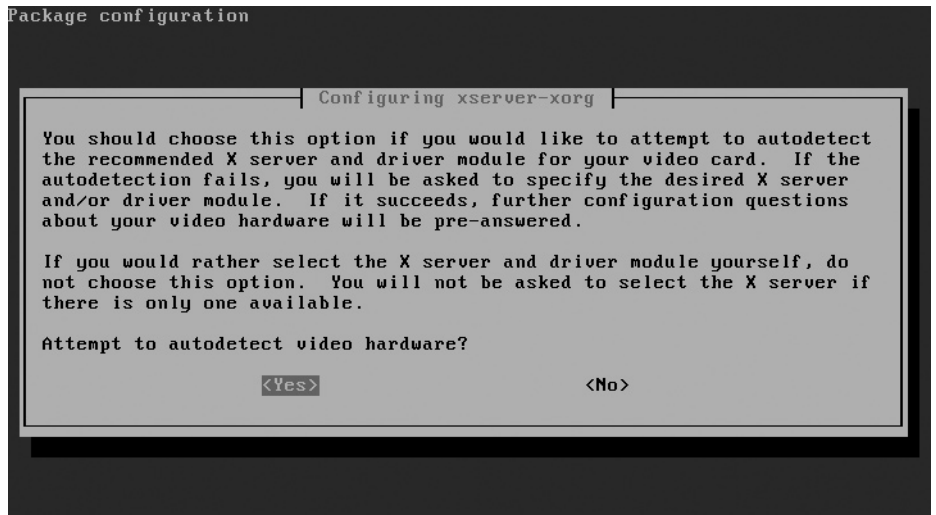 Package configuration
Configuring xserver-xorg
You should choose this option if you would like to attempt to autodetect
the recommended X server and driver module for your video card.  If the
autodetection fails, you will be asked to specify the desired X server
and/or driver module.  If it succeeds, further configuration questions
about your video hardware will be pre-answered.
If you would rather select the X server and driver module yourself, do
not choose this option.  You will not be asked to select the X server if
there is only one available.
Attempt to autodetect video hardware?
<Yes> <No>